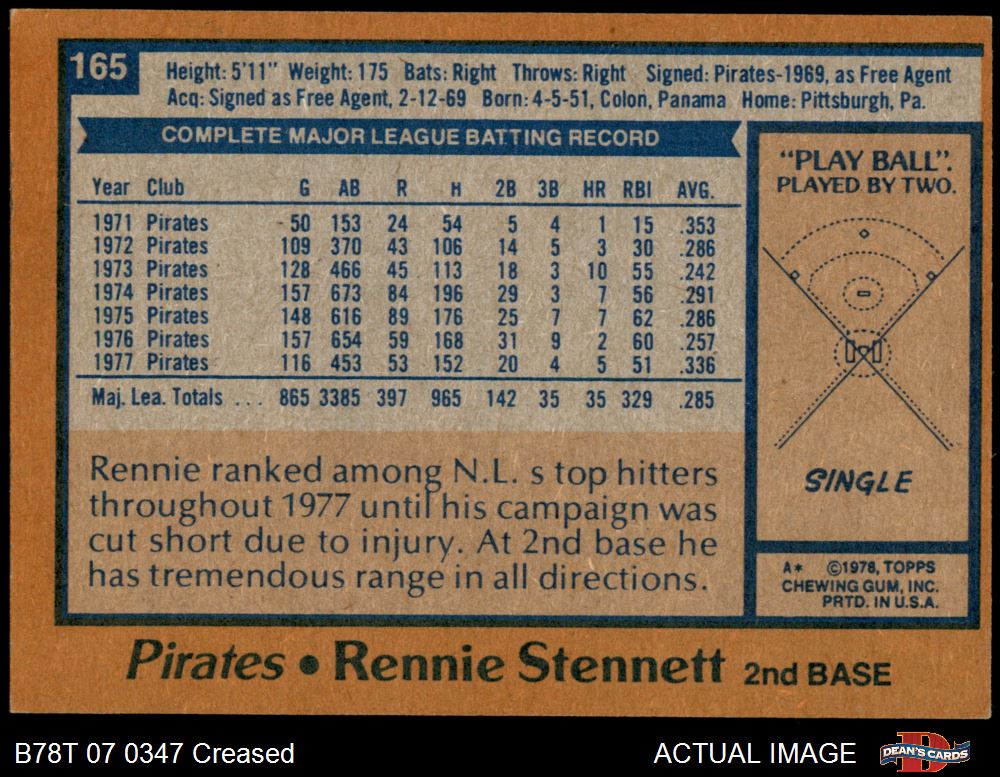 165
Height: 5'11" Weight: 175 Bats: Right Throws: Right Signed: Pirates-1969, as Free Agent
Acq: Signed as Free Agent, 2-12-69 Born: 4-5-51, Colon, Panama Home: Pittsburgh, Pa.
COMPLETE MAJOR LEAGUE BATTING RECORD
Year Club G AB R H 2B 3B HR RBI AVG.
1971 Pirates 50 153 24 54 5 4 1 15 .353
1972 Pirates 109 370 43 106 14 5 3 30 .286
1973 Pirates 128 466 45 113 18 3 10 55 .242
1974 Pirates 157 673 84 196 29 3 7 56 .291
1975 Pirates 148 616 89 176 25 7 7 62 .286
1976 Pirates 157 654 59 168 31 9 2 60 .257
1977 Pirates 116 453 53 152 20 4 5 51 .336
Maj. Lea. Totals ... 865 3385 397 965 142 35 35 329 .285
Rennie ranked among N.L. s top hitters
throughout 1977 until his campaign was
cut short due to injury. At 2nd base he
has tremendous range in all directions.
"PLAY BALL".
PLAYED BY TWO.
SINGLE
A* ©1978, TOPPS
CHEWING GUM, INC.
PRTD. IN U.S.A.
Pirates • Rennie Stennett 2nd BASE
B78T 07 0347 Creased
ACTUAL IMAGE
DEAN'S CARDS